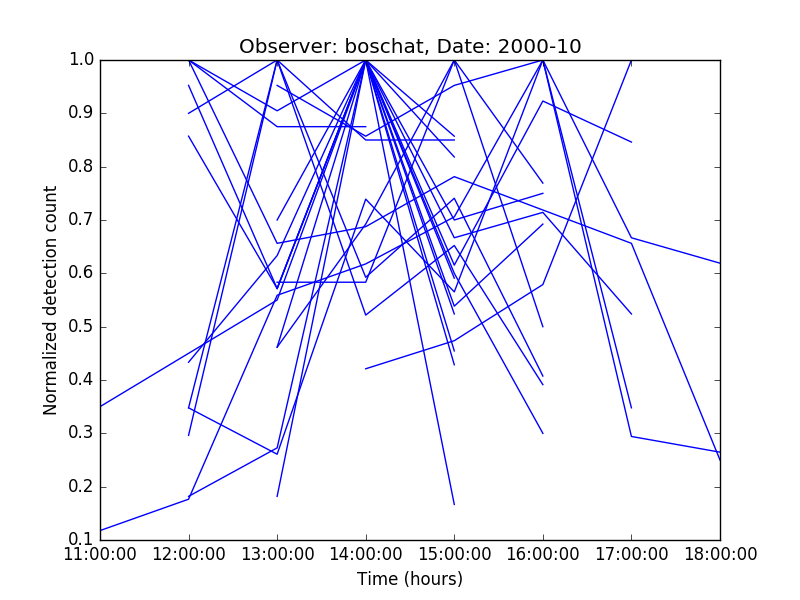 Observer: boschat, Date: 2000-10
Normalized detection count
1.0
0.9
0.8
0.7
0.6
0.5
0.4
0.3
0.2
0.1
11:00:00 12:00:00 13:00:00 14:00:00 15:00:00 16:00:00 17:00:00 18:00:00
Time (hours)